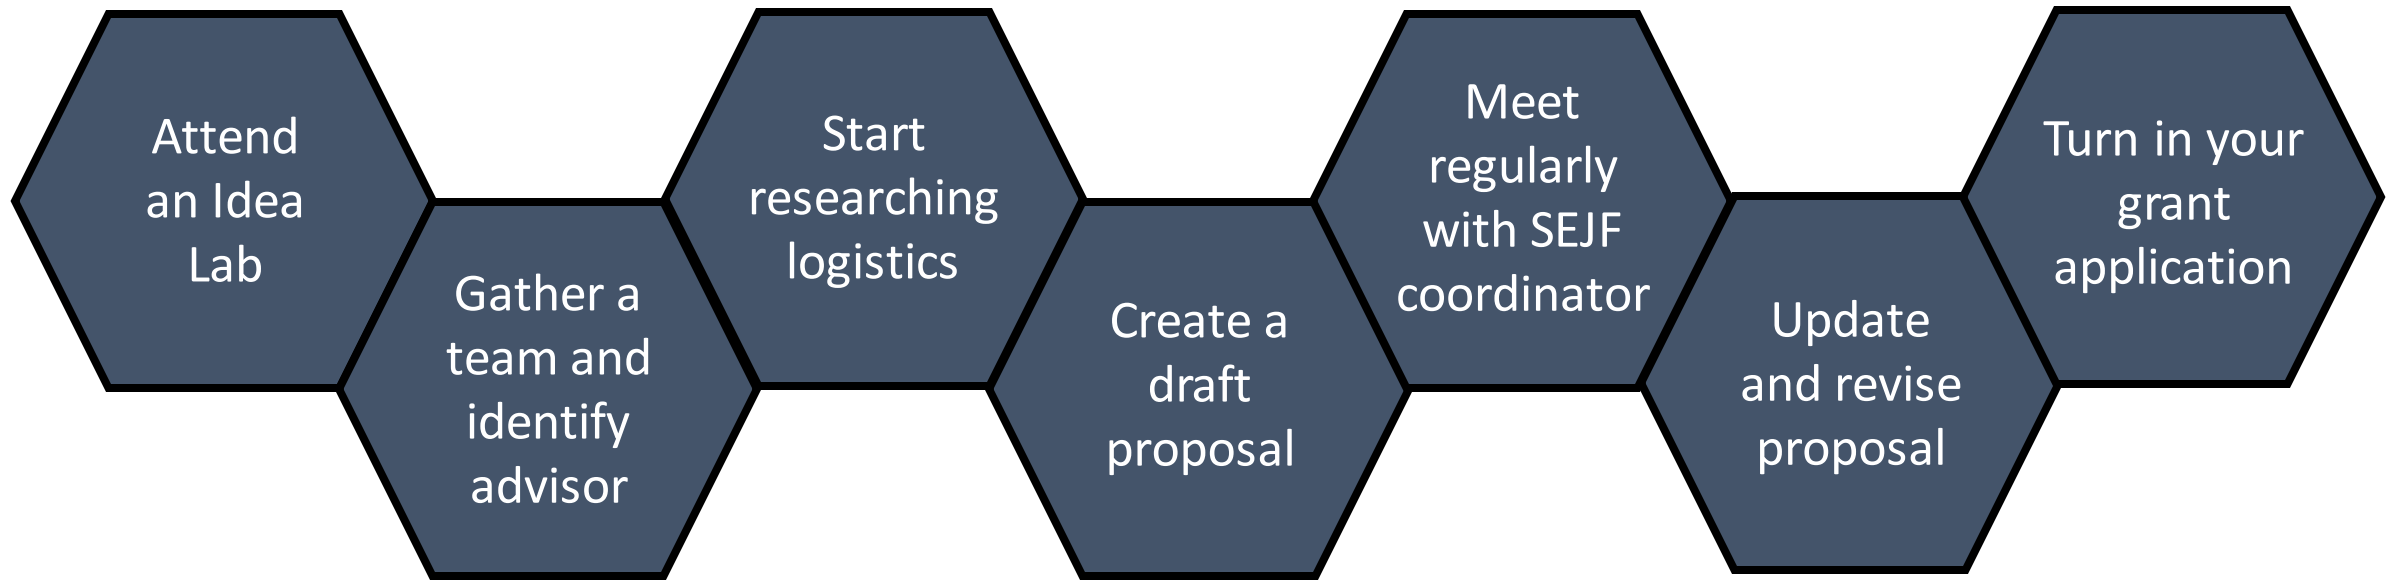 Attend
an Idea
Lab
Gather a
team and
identify
advisor
Start
researching
logistics
Create a
draft
proposal
Meet
regularly
with SEJF
coordinator
Update
and revise
proposal
Turn in your
grant
application